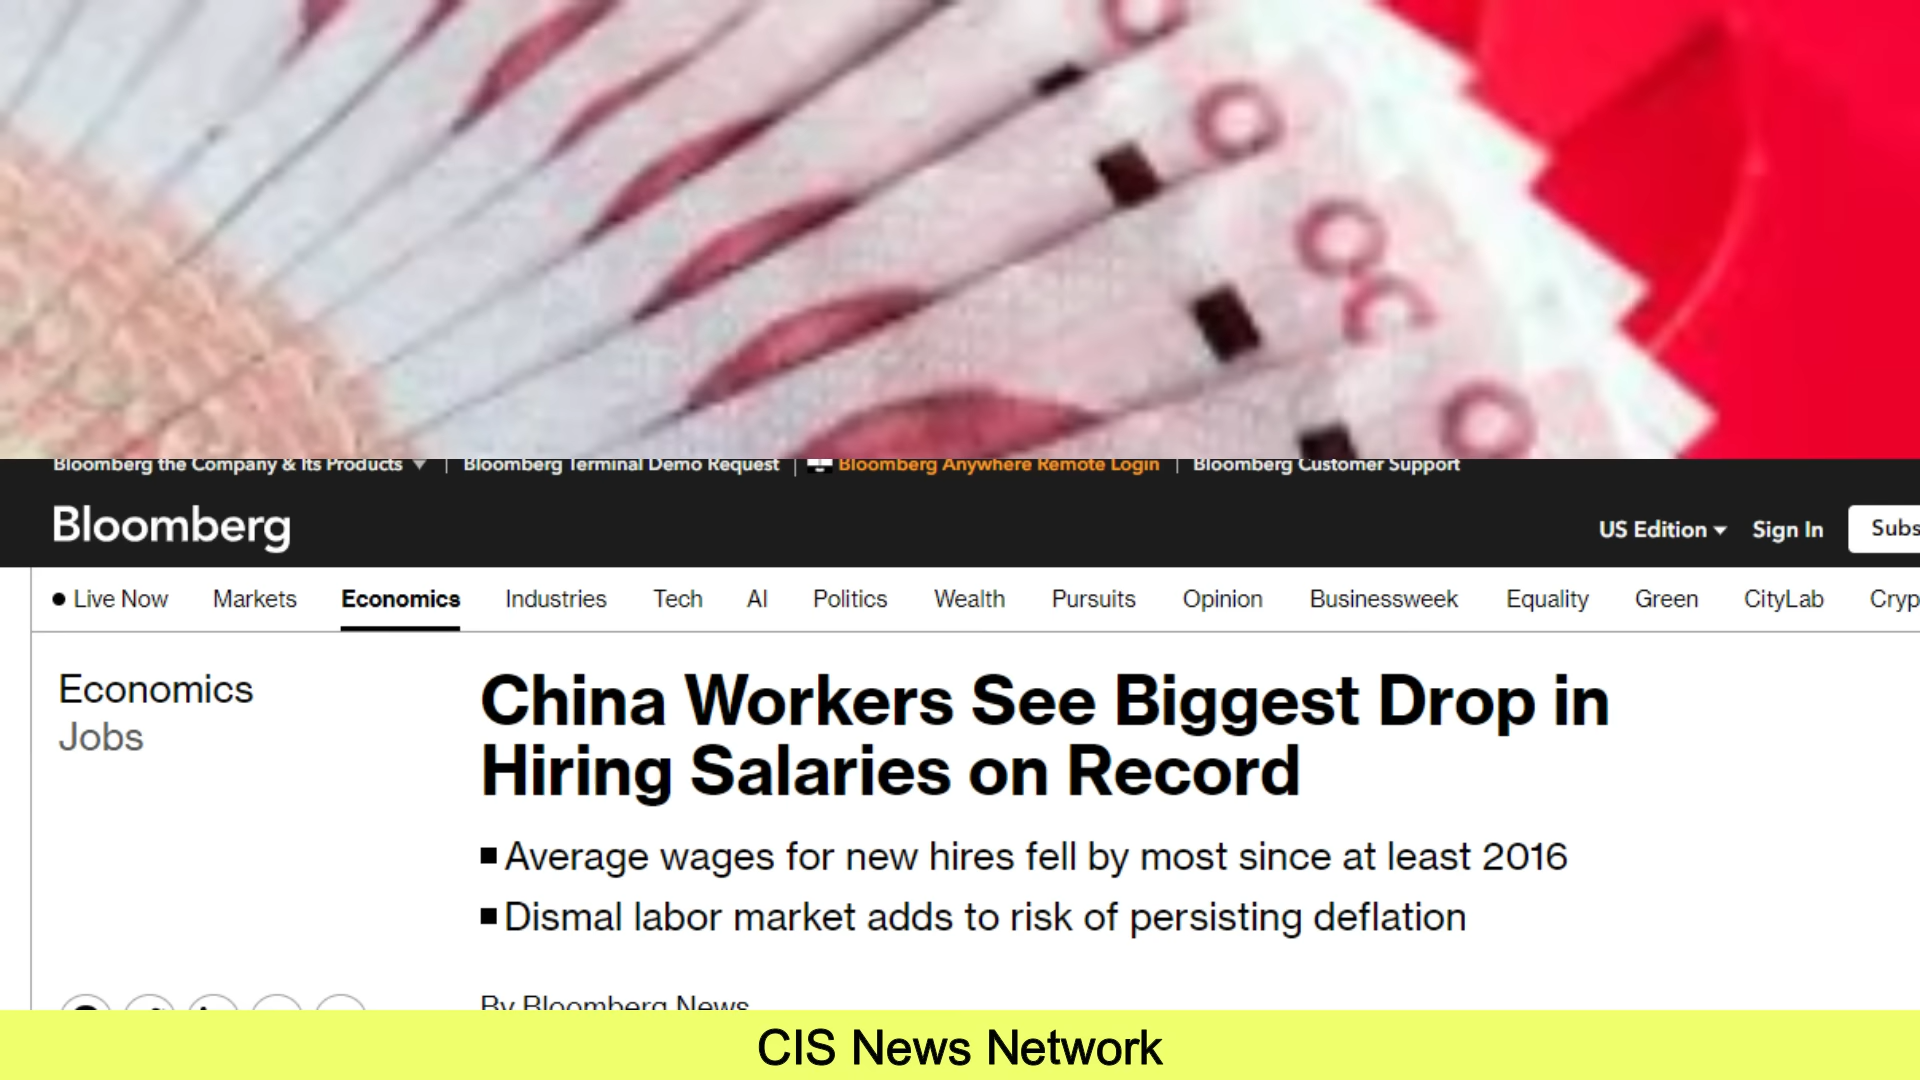 Bloomberg the Company & Its Products ▾ | Bloomberg Terminal Demo Request | Bloomberg Anywhere Remote Login | Bloomberg Customer Support
Bloomberg
US Edition ▾ Sign In Subs
• Live Now Markets Economics Industries Tech AI Politics Wealth Pursuits Opinion Businessweek Equality Green CityLab Cryp
Economics
Jobs
China Workers See Biggest Drop in
Hiring Salaries on Record
■ Average wages for new hires fell by most since at least 2016
■ Dismal labor market adds to risk of persisting deflation
By Bloomberg News
CIS News Network